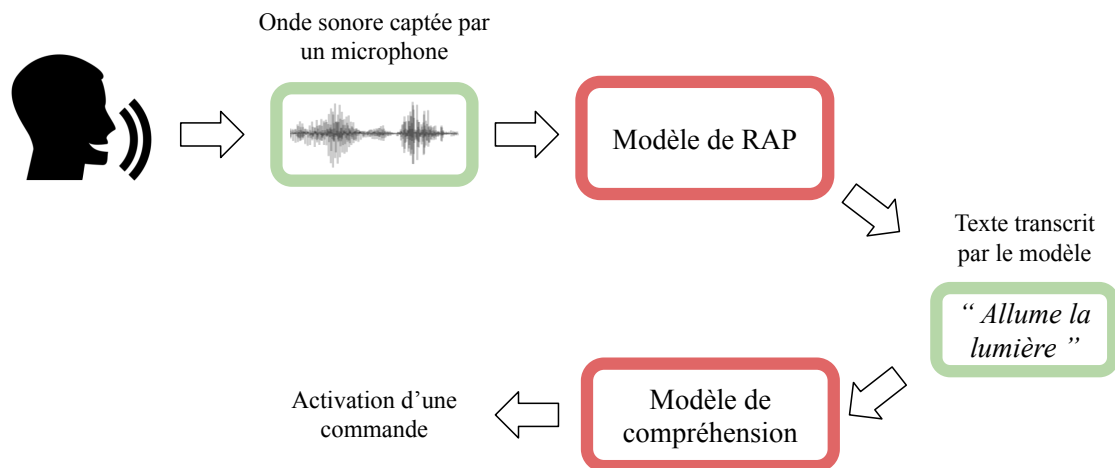 Onde sonore captée par
un microphone
Modèle de RAP
Texte transcrit
par le modèle
“ Allume la
lumière ”
Modèle de
compréhension
Activation d’une
commande